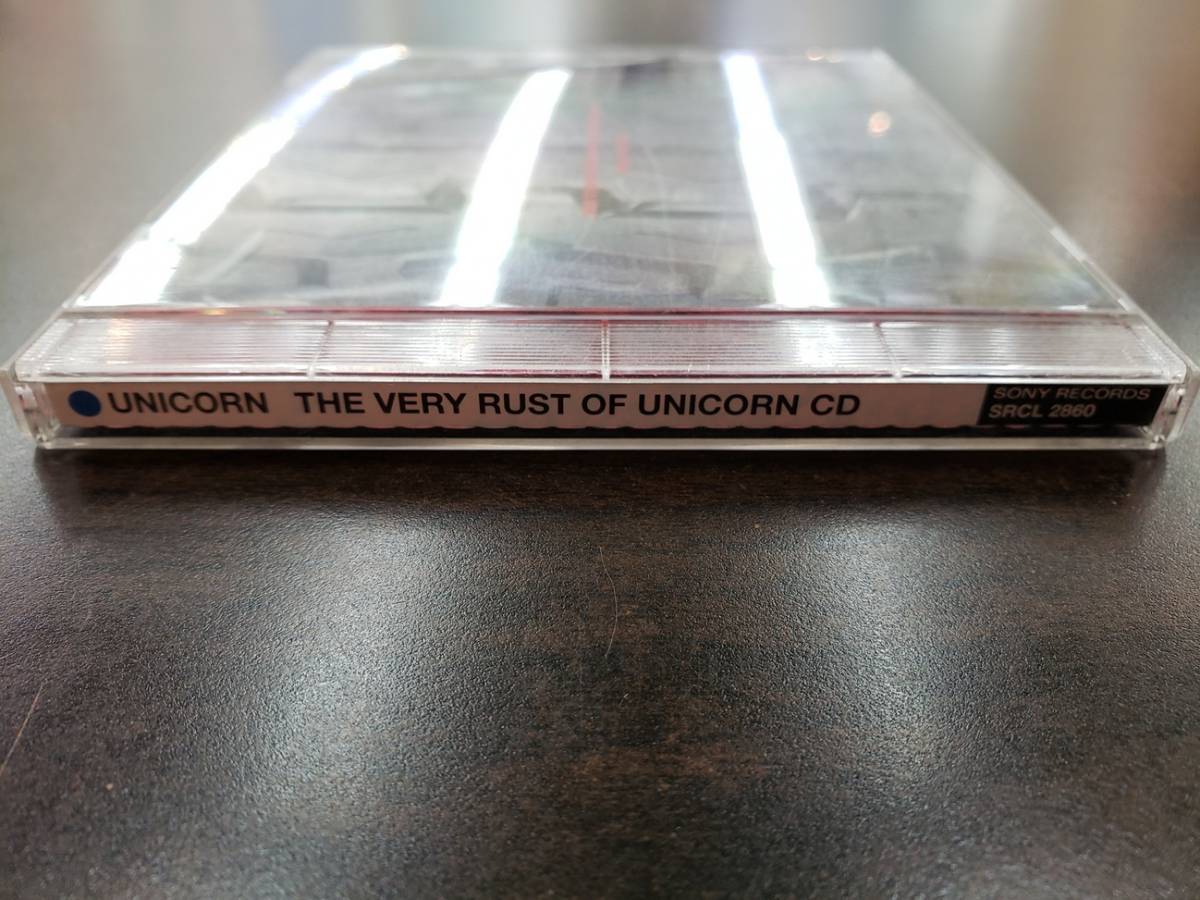 UNICORN THE VERY RUST OF UNICORN CD
SONY RECORDS
SRCL 2860